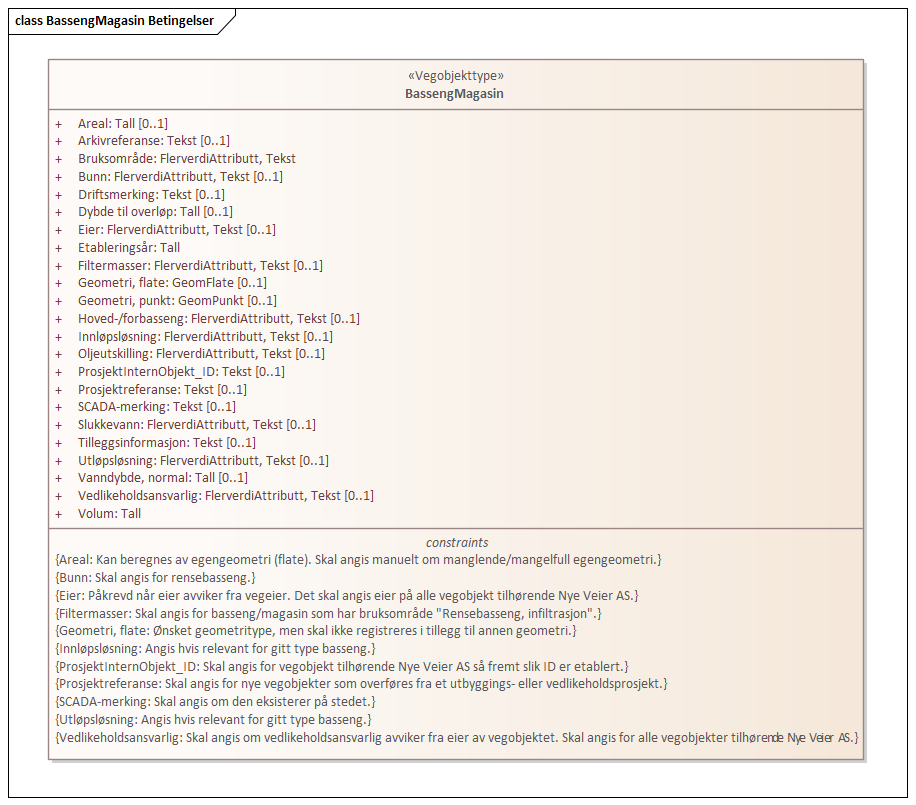 class BassengMagasin Betingelser
«Vegobjekttype»
BassengMagasin
+ Areal: Tall [0..1]
+ Arkivreferanse: Tekst [0..1]
+ Bruksområde: FlerverdiAttributt, Tekst
+ Bunn: FlerverdiAttributt, Tekst [0..1]
+ Driftsmerking: Tekst [0..1]
+ Dybde til overløp: Tall [0..1]
+ Eier: FlerverdiAttributt, Tekst [0..1]
+ Etableringsår: Tall
+ Filtermasser: FlerverdiAttributt, Tekst [0..1]
+ Geometri, flate: GeomFlate [0..1]
+ Geometri, punkt: GeomPunkt [0..1]
+ Hoved-/forbasseng: FlerverdiAttributt, Tekst [0..1]
+ Innløpsløsning: FlerverdiAttributt, Tekst [0..1]
+ Oljeutskilling: FlerverdiAttributt, Tekst [0..1]
+ ProsjektInternObjekt_ID: Tekst [0..1]
+ Prosjektreferanse: Tekst [0..1]
+ SCADA-merking: Tekst [0..1]
+ Slukkevann: FlerverdiAttributt, Tekst [0..1]
+ Tilleggsinformasjon: Tekst [0..1]
+ Utløpsløsning: FlerverdiAttributt, Tekst [0..1]
+ Vanndybde, normal: Tall [0..1]
+ Vedlikeholdsansvarlig: FlerverdiAttributt, Tekst [0..1]
+ Volum: Tall
constraints
{Areal: Kan beregnes av egengeometri (flate). Skal angis manuelt om manglende/mangelfull egengeometri.}
{Bunn: Skal angis for rensebasseng.}
{Eier: Påkrevd når eier avviker fra vegeier. Det skal angis eier på alle vegobjekt tilhørende Nye Veier AS.}
{Filtermasser: Skal angis for basseng/magasin som har bruksområde "Rensebasseng, infiltrasjon".}
{Geometri, flate: Ønsket geometritype, men skal ikke registreres i tillegg til annen geometri.}
{Innløpsløsning: Angis hvis relevant for gitt type basseng.}
{ProsjektInternObjekt_ID: Skal angis for vegobjekt tilhørende Nye Veier AS så fremt slik ID er etablert.}
{Prosjektreferanse: Skal angis for nye vegobjekter som overføres fra et utbyggings- eller vedlikeholdsprosjekt.}
{SCADA-merking: Skal angis om den eksisterer på stedet.}
{Utløpsløsning: Angis hvis relevant for gitt type basseng.}
{Vedlikeholdsansvarlig: Skal angis om vedlikeholdsansvarlig avviker fra eier av vegobjektet. Skal angis for alle vegobjekter tilhørende Nye Veier AS.}